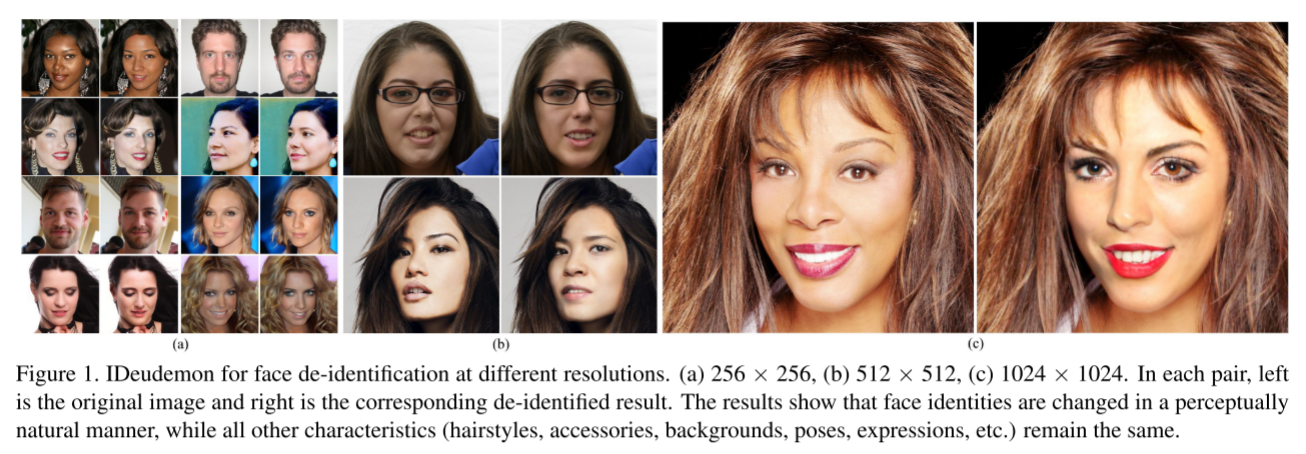 (a)
(b)
(c)
Figure 1. IDeudemon for face de-identification at different resolutions. (a) 256 × 256, (b) 512 × 512, (c) 1024 × 1024. In each pair, left
is the original image and right is the corresponding de-identified result. The results show that face identities are changed in a perceptually
natural manner, while all other characteristics (hairstyles, accessories, backgrounds, poses, expressions, etc.) remain the same.